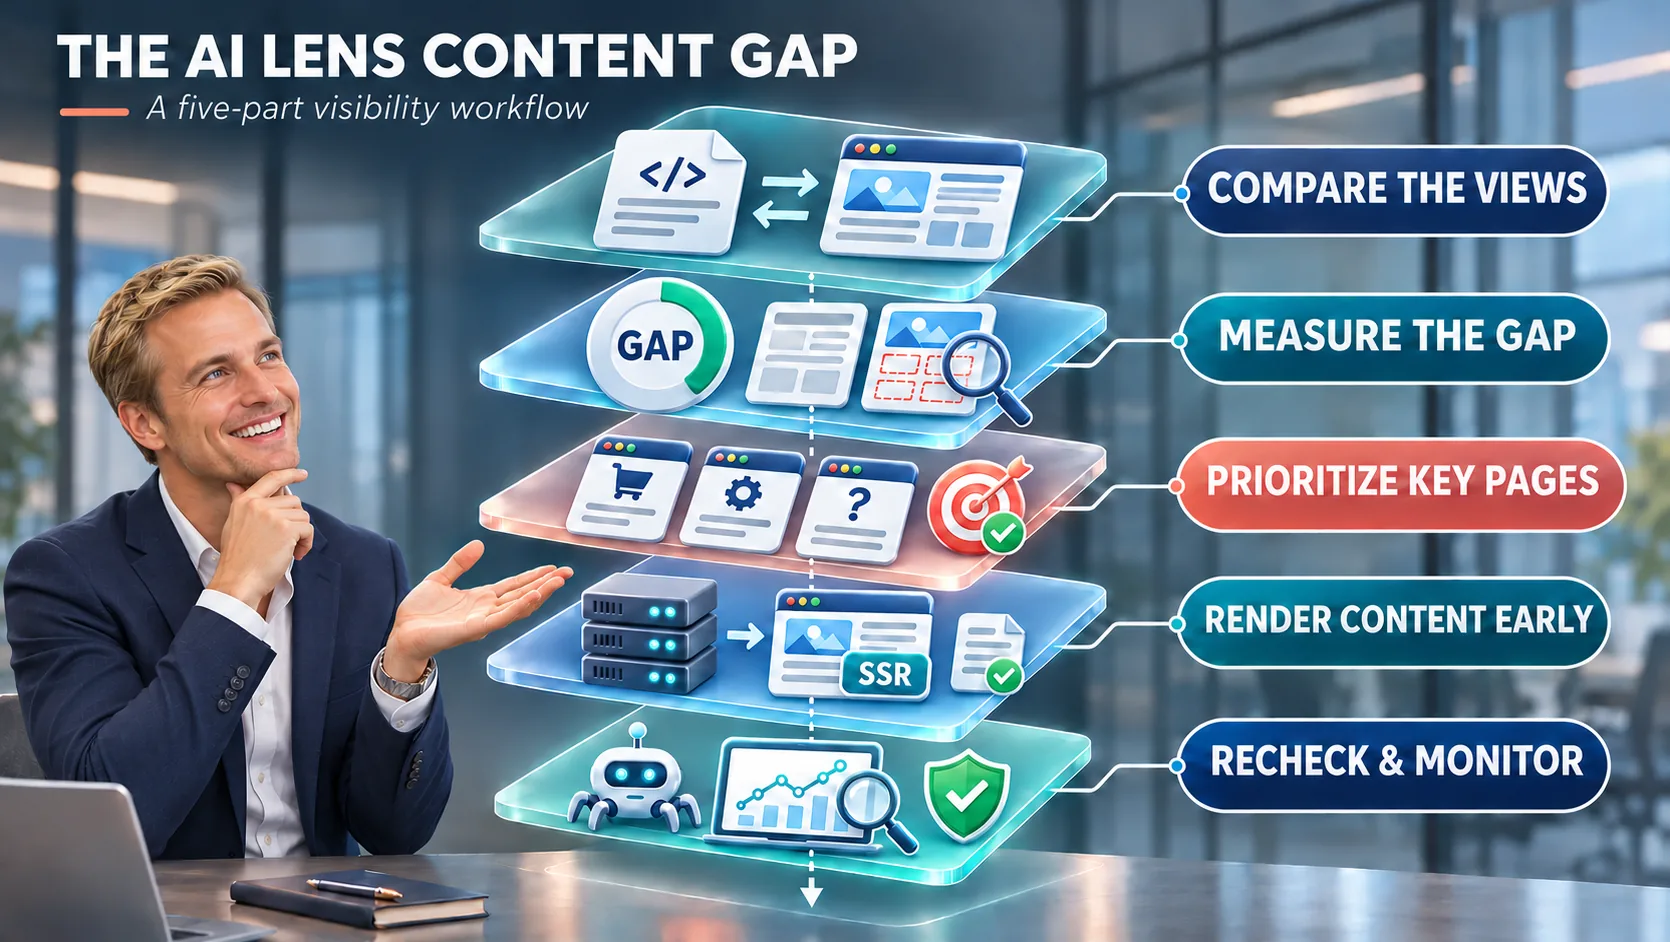 THE AI LENS CONTENT GAP
A five-part visibility workflow
</>
COMPARE THE VIEWS
GAP
MEASURE THE GAP
PRIORITIZE KEY PAGES
?
SSR
RENDER CONTENT EARLY
RECHECK & MONITOR